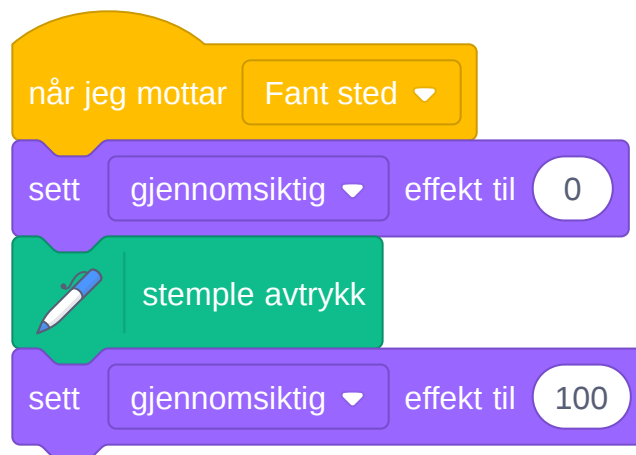 når jeg mottar Fant sted
sett gjennomsiktig effekt til 0
stemple avtrykk
sett gjennomsiktig effekt til 100